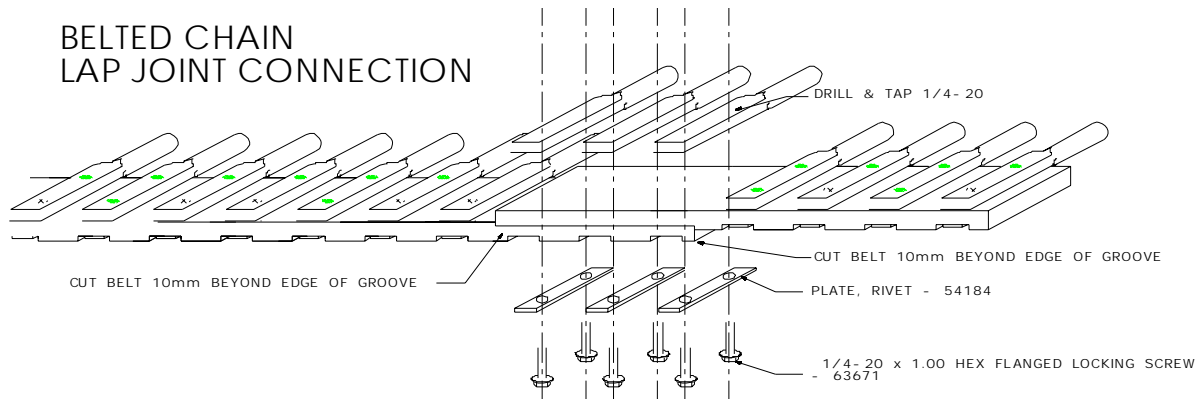 BELTED CHAIN
LAP JOINT CONNECTION
DRILL & TAP 1/4-20
CUT BELT 10mm BEYOND EDGE OF GROOVE
CUT BELT 10mm BEYOND EDGE OF GROOVE
PLATE, RIVET - 54184
1/4-20 x 1.00 HEX FLANGED LOCKING SCREW
- 63671